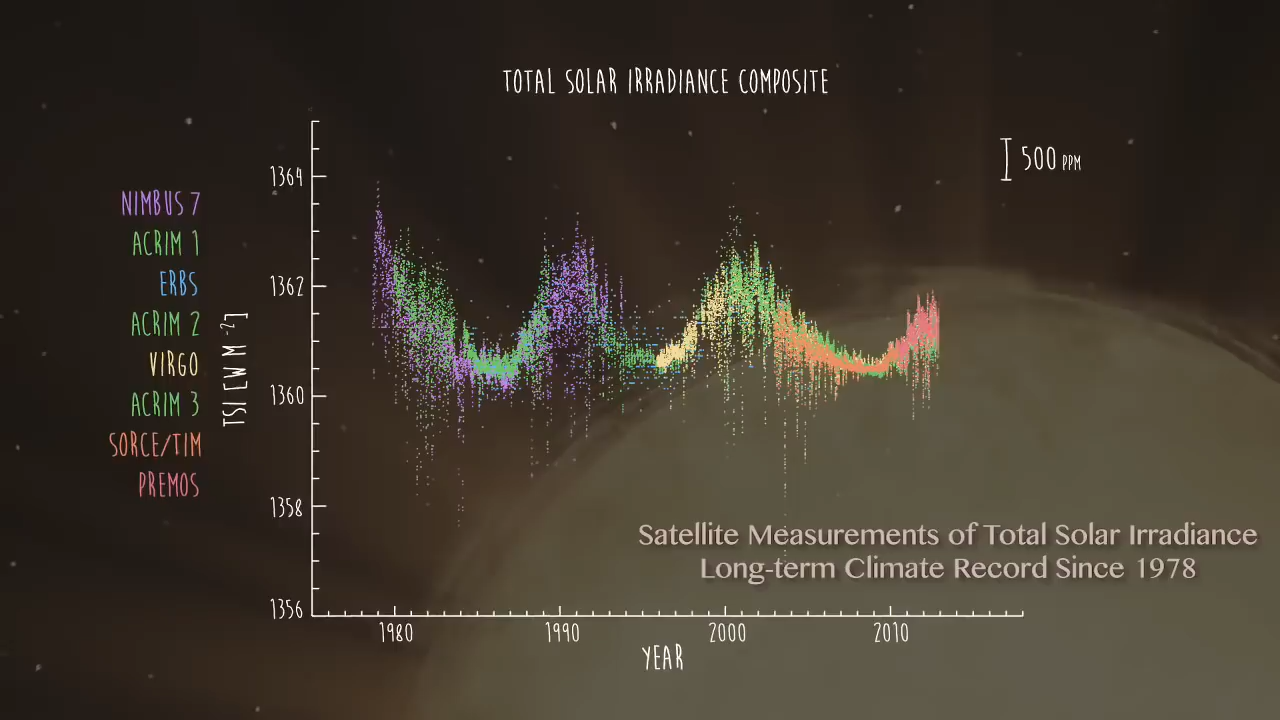 TOTAL SOLAR IRRADIANCE COMPOSITE
500 PPM
1364
1362
1360
1358
1356
NIMBUS 7
ACRIM 1
ERBS
ACRIM 2
VIRGO
ACRIM 3
SORCE/TIM
PREMOS
TSI [W M⁻²]
Satellite Measurements of Total Solar Irradiance
Long-term Climate Record Since 1978
1980 1990 2000 2010
YEAR